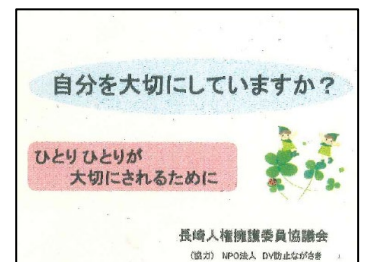 自分を大切にしていますか？
ひとりひとりが
大切にされるために
長崎人権擁護委員協議会
（協力） NPO法人 DV防止ながさき